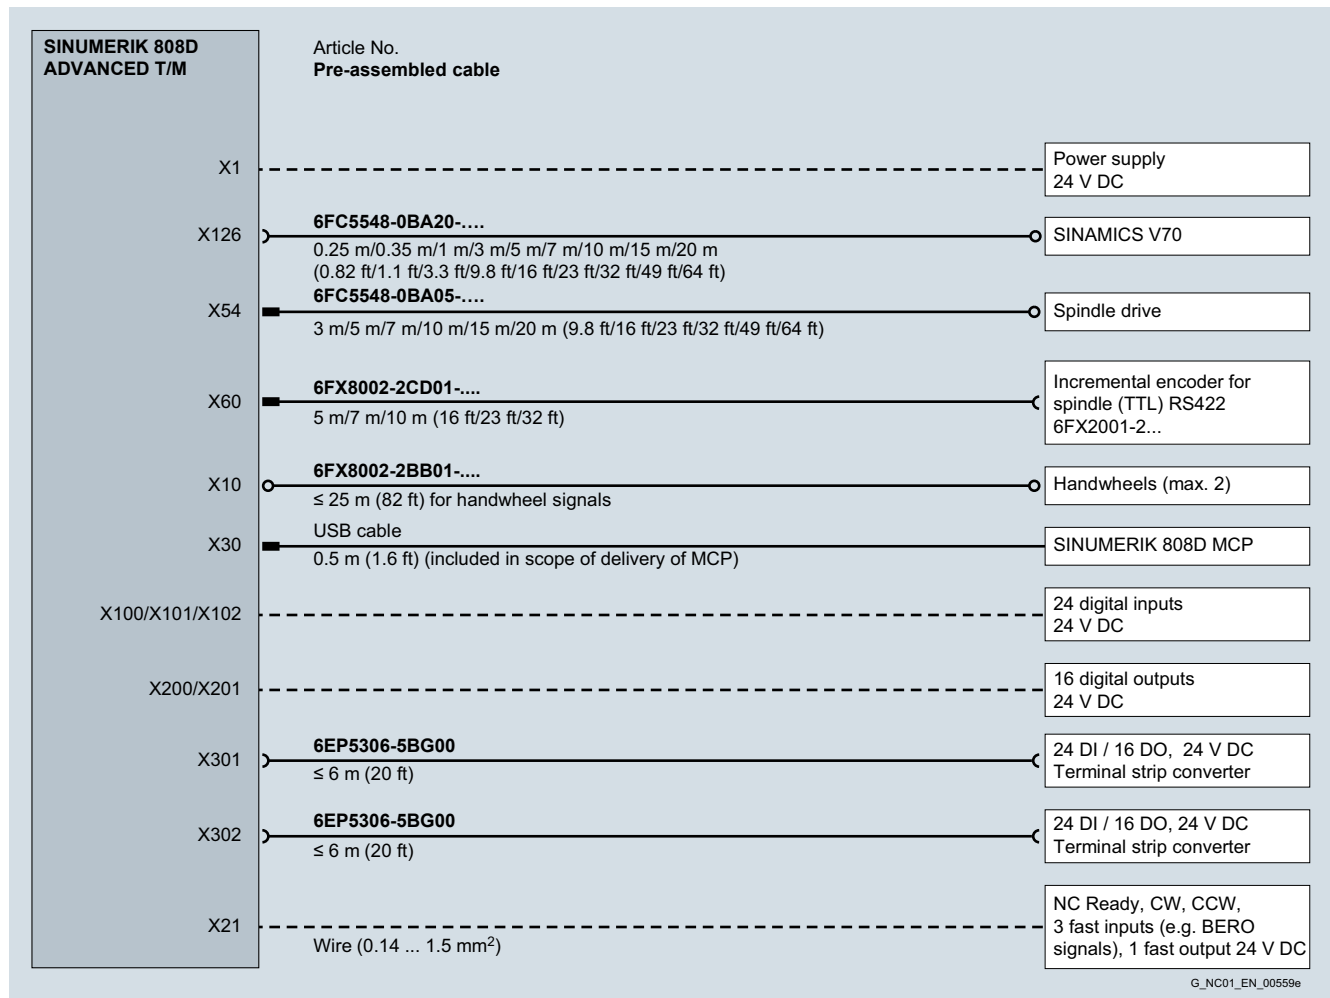 SINUMERIK 808D
ADVANCED T/M
Article No.
Pre-assembled cable
X1
Power supply
24 V DC
X126
6FC5548-0BA20-....
0.25 m/0.35 m/1 m/3 m/5 m/7 m/10 m/15 m/20 m
(0.82 ft/1.1 ft/3.3 ft/9.8 ft/16 ft/23 ft/32 ft/49 ft/64 ft)
SINAMICS V70
X54
6FC5548-0BA05-....
3 m/5 m/7 m/10 m/15 m/20 m (9.8 ft/16 ft/23 ft/32 ft/49 ft/64 ft)
Spindle drive
X60
6FX8002-2CD01-....
5 m/7 m/10 m (16 ft/23 ft/32 ft)
Incremental encoder for
spindle (TTL) RS422
6FX2001-2...
X10
6FX8002-2BB01-....
≤ 25 m (82 ft) for handwheel signals
Handwheels (max. 2)
X30
USB cable
0.5 m (1.6 ft) (included in scope of delivery of MCP)
SINUMERIK 808D MCP
X100/X101/X102
24 digital inputs
24 V DC
X200/X201
16 digital outputs
24 V DC
X301
6EP5306-5BG00
≤ 6 m (20 ft)
24 DI / 16 DO, 24 V DC
Terminal strip converter
X302
6EP5306-5BG00
≤ 6 m (20 ft)
24 DI / 16 DO, 24 V DC
Terminal strip converter
X21
Wire (0.14 ... 1.5 mm²)
NC Ready, CW, CCW,
3 fast inputs (e.g. BERO
signals), 1 fast output 24 V DC
G_NC01_EN_00559e